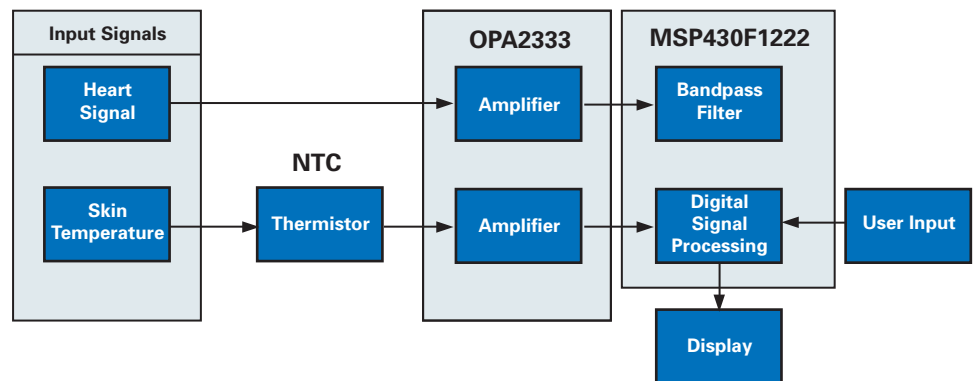 Input Signals
OPA2333
MSP430F1222
Heart
Signal
Amplifier
Bandpass
Filter
NTC
Skin
Temperature
Thermistor
Amplifier
Digital
Signal
Processing
User Input
Display